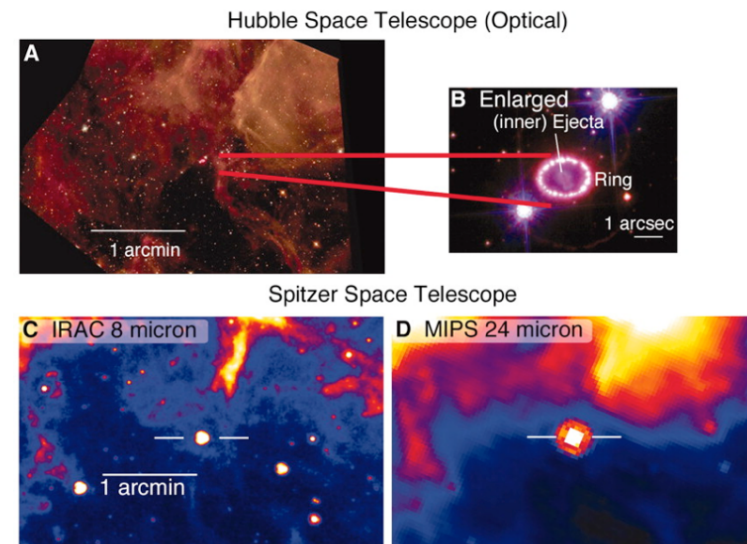 Hubble Space Telescope (Optical)
A
1 arcmin
B Enlarged
(inner) Ejecta
Ring
1 arcsec
Spitzer Space Telescope
C IRAC 8 micron
1 arcmin
D MIPS 24 micron